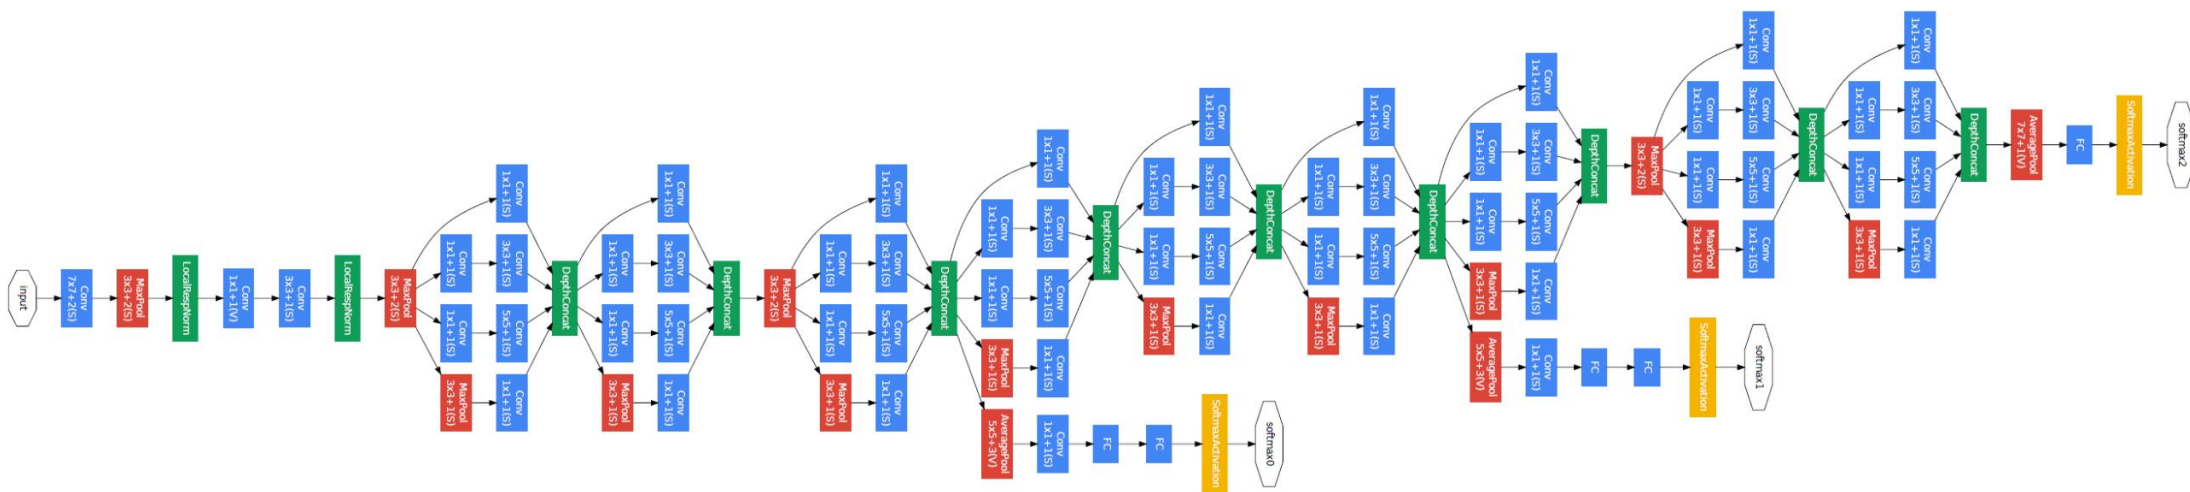 input
Conv
7x7+2(S)
MaxPool
3x3+2(S)
LocalRespNorm
Conv
1x1+1(V)
Conv
3x3+1(S)
LocalRespNorm
MaxPool
3x3+2(S)
Conv
1x1+1(S)
Conv
1x1+1(S)
MaxPool
3x3+1(S)
Conv
1x1+1(S)
Conv
3x3+1(S)
Conv
5x5+1(S)
Conv
1x1+1(S)
DepthConcat
Conv
1x1+1(S)
Conv
1x1+1(S)
MaxPool
3x3+1(S)
Conv
1x1+1(S)
Conv
3x3+1(S)
Conv
5x5+1(S)
Conv
1x1+1(S)
DepthConcat
MaxPool
3x3+2(S)
Conv
1x1+1(S)
Conv
1x1+1(S)
MaxPool
3x3+1(S)
Conv
1x1+1(S)
Conv
3x3+1(S)
Conv
5x5+1(S)
Conv
1x1+1(S)
DepthConcat
Conv
1x1+1(S)
Conv
1x1+1(S)
MaxPool
3x3+1(S)
AveragePool
5x5+3(V)
Conv
1x1+1(S)
Conv
3x3+1(S)
Conv
5x5+1(S)
Conv
1x1+1(S)
Conv
1x1+1(S)
DepthConcat
FC
Conv
1x1+1(S)
Conv
1x1+1(S)
MaxPool
3x3+1(S)
FC
Conv
1x1+1(S)
Conv
3x3+1(S)
Conv
5x5+1(S)
Conv
1x1+1(S)
SoftmaxActivation
DepthConcat
softmax0
Conv
1x1+1(S)
Conv
1x1+1(S)
MaxPool
3x3+1(S)
Conv
1x1+1(S)
Conv
3x3+1(S)
Conv
5x5+1(S)
Conv
1x1+1(S)
DepthConcat
Conv
1x1+1(S)
Conv
1x1+1(S)
MaxPool
3x3+1(S)
AveragePool
5x5+3(V)
Conv
1x1+1(S)
Conv
3x3+1(S)
Conv
5x5+1(S)
Conv
1x1+1(S)
Conv
1x1+1(S)
DepthConcat
FC
MaxPool
3x3+2(S)
FC
Conv
1x1+1(S)
Conv
1x1+1(S)
MaxPool
3x3+1(S)
SoftmaxActivation
Conv
1x1+1(S)
Conv
3x3+1(S)
Conv
5x5+1(S)
Conv
1x1+1(S)
softmax1
DepthConcat
Conv
1x1+1(S)
Conv
1x1+1(S)
MaxPool
3x3+1(S)
Conv
1x1+1(S)
Conv
3x3+1(S)
Conv
5x5+1(S)
Conv
1x1+1(S)
DepthConcat
AveragePool
7x7+1(V)
FC
SoftmaxActivation
softmax2